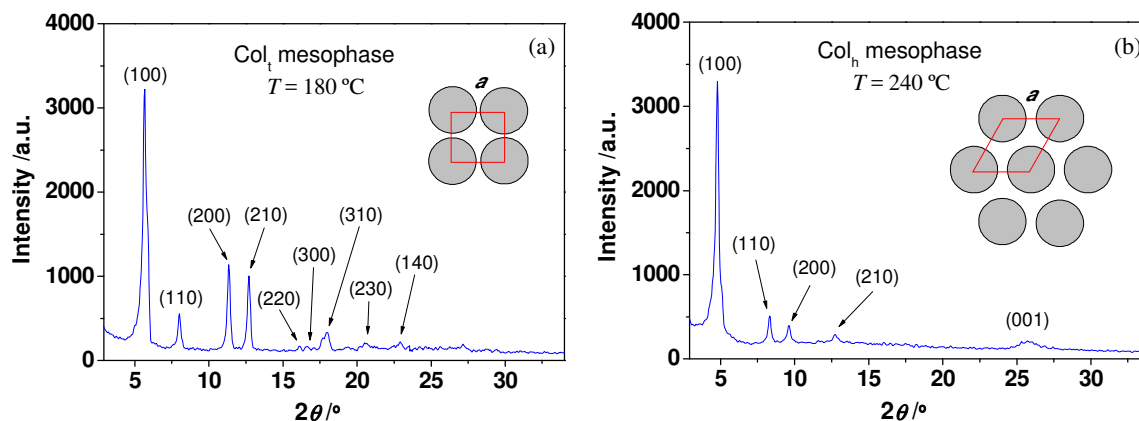 4000
3000
2000
1000
0
Intensity /a.u.
5 10 15 20 25 30
2θ /º
Colt mesophase
T = 180 ºC
(a)
a
(100)
(110)
(200)
(210)
(220)
(300)
(310)
(230)
(140)
4000
3000
2000
1000
0
Intensity /a.u.
5 10 15 20 25 30
2θ /º
Colh mesophase
T = 240 ºC
(b)
a
(100)
(110)
(200)
(210)
(001)